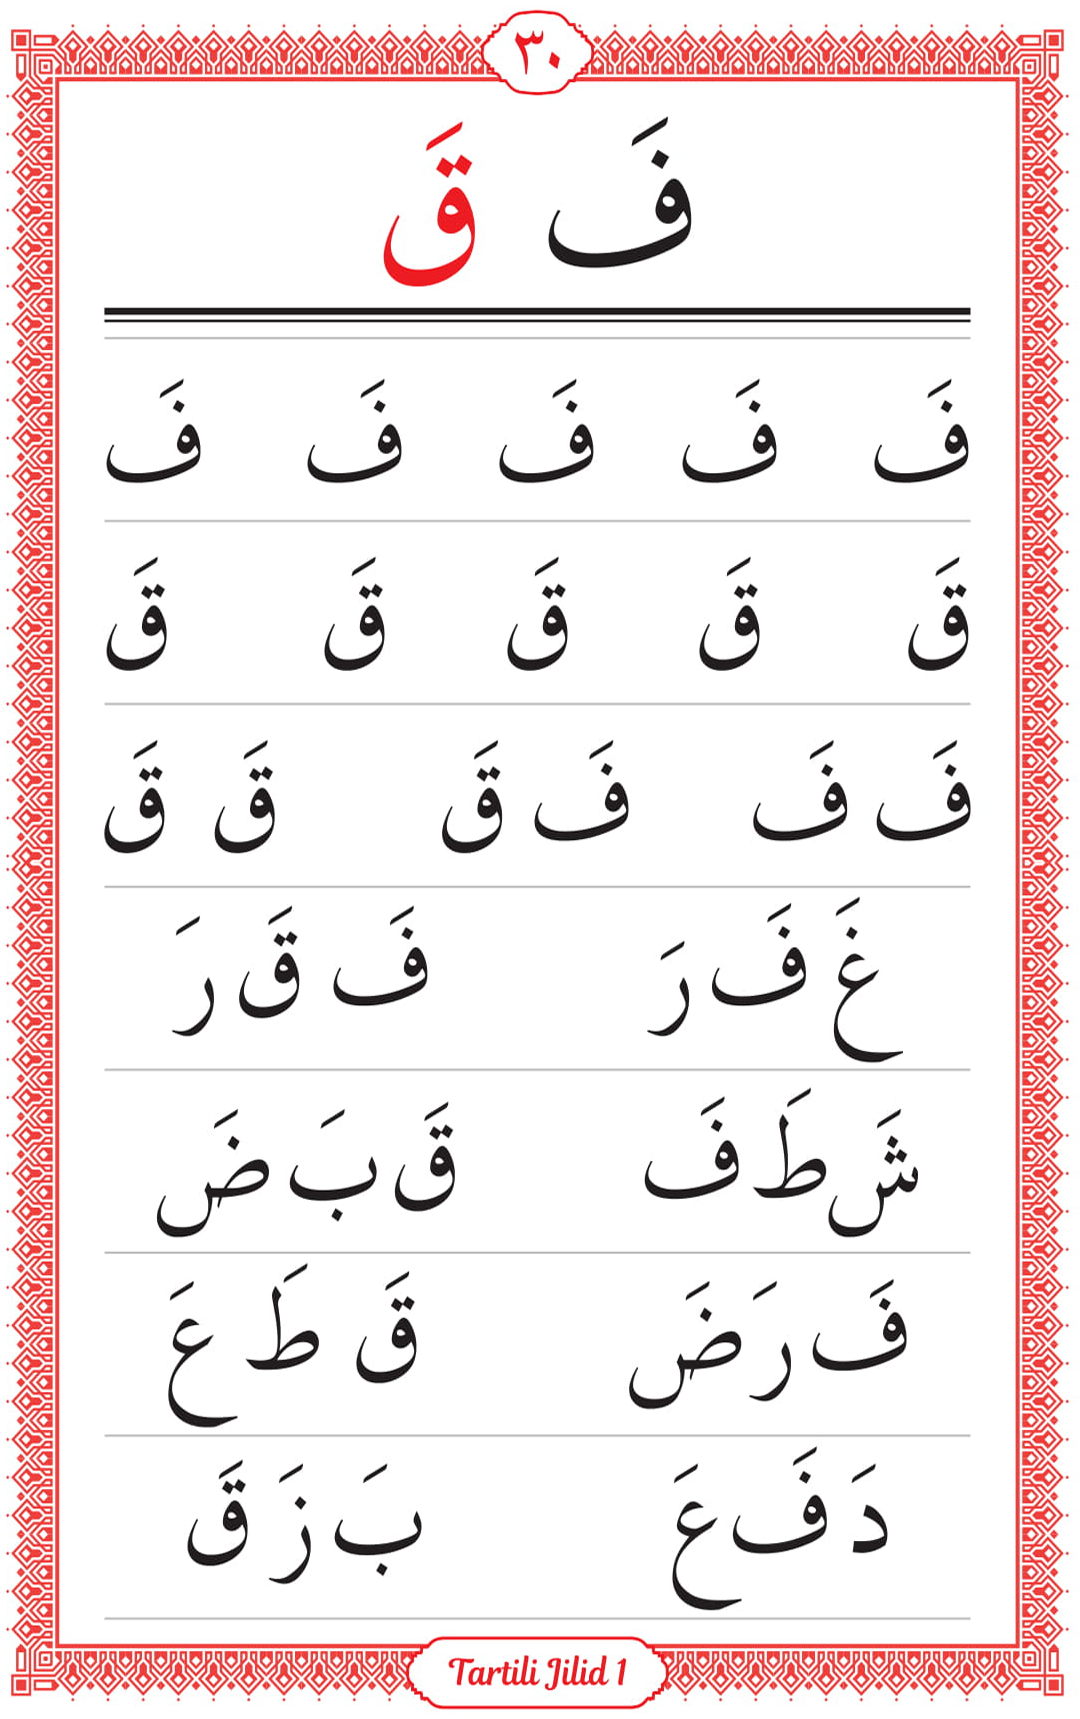 ٣٠
فَ قَ
فَ فَ فَ فَ فَ
قَ قَ قَ قَ قَ
فَ فَ فَ قَ قَ قَ
غَ فَ رَ فَ قَ رَ
شَ طَ فَ قَ بَ ضَ
فَ رَ ضَ قَ طَ عَ
دَ فَ عَ بَ زَ قَ
Tartili Jilid 1